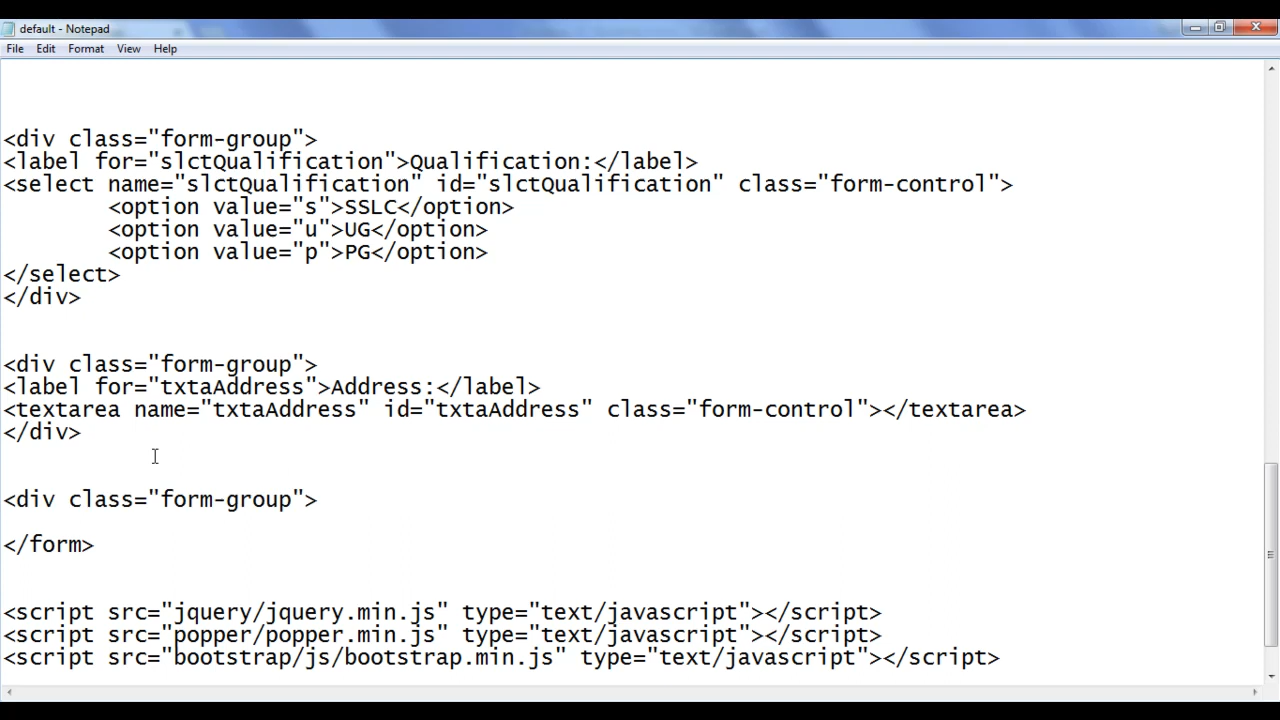 default - Notepad
File Edit Format View Help
<div class="form-group">
<label for="slctQualification">Qualification:</label>
<select name="slctQualification" id="slctQualification" class="form-control">
<option value="s">SSLC</option>
<option value="u">UG</option>
<option value="p">PG</option>
</select>
</div>
<div class="form-group">
<label for="txtaAddress">Address:</label>
<textarea name="txtaAddress" id="txtaAddress" class="form-control"></textarea>
</div>
<div class="form-group">
</form>
<script src="jquery/jquery.min.js" type="text/javascript"></script>
<script src="popper/popper.min.js" type="text/javascript"></script>
<script src="bootstrap/js/bootstrap.min.js" type="text/javascript"></script>